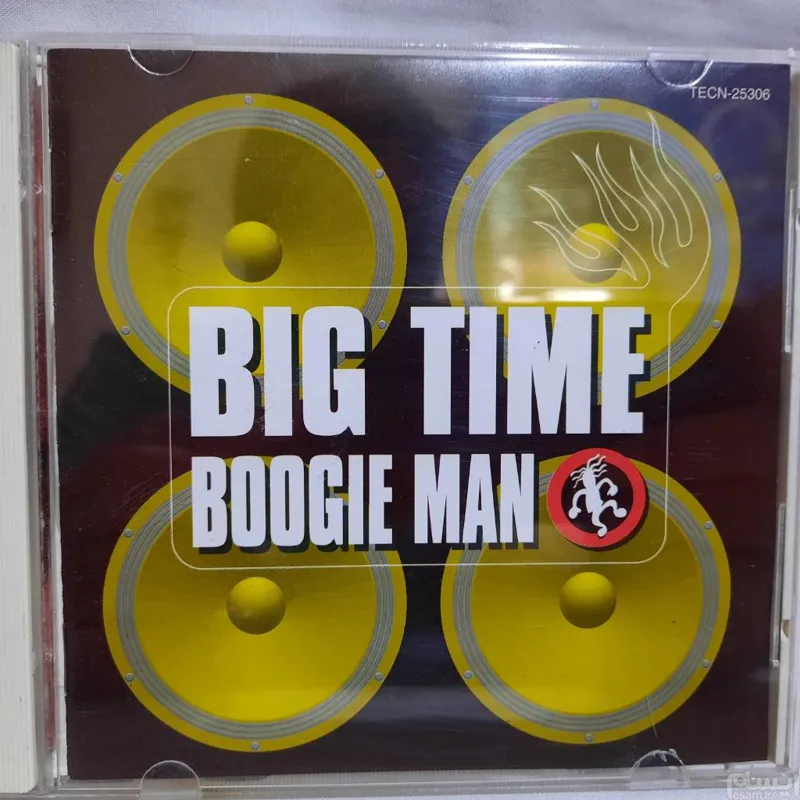 TECN-25306
BIG TIME
BOOGIE MAN